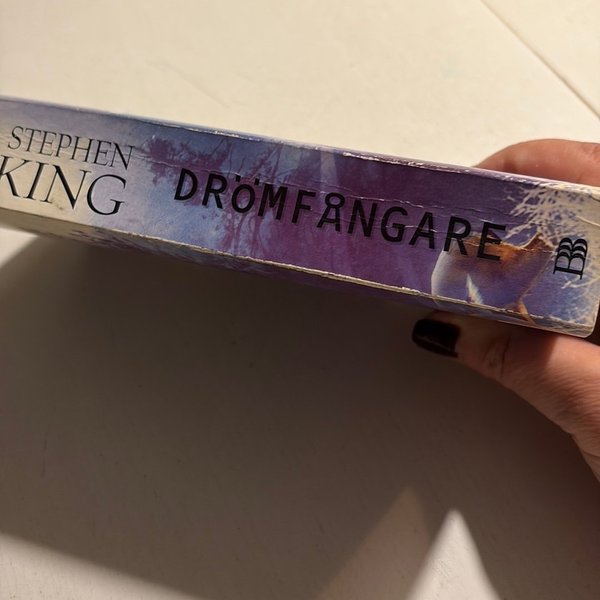 STEPHEN
KING
DRÖMFÅNGARE
BB